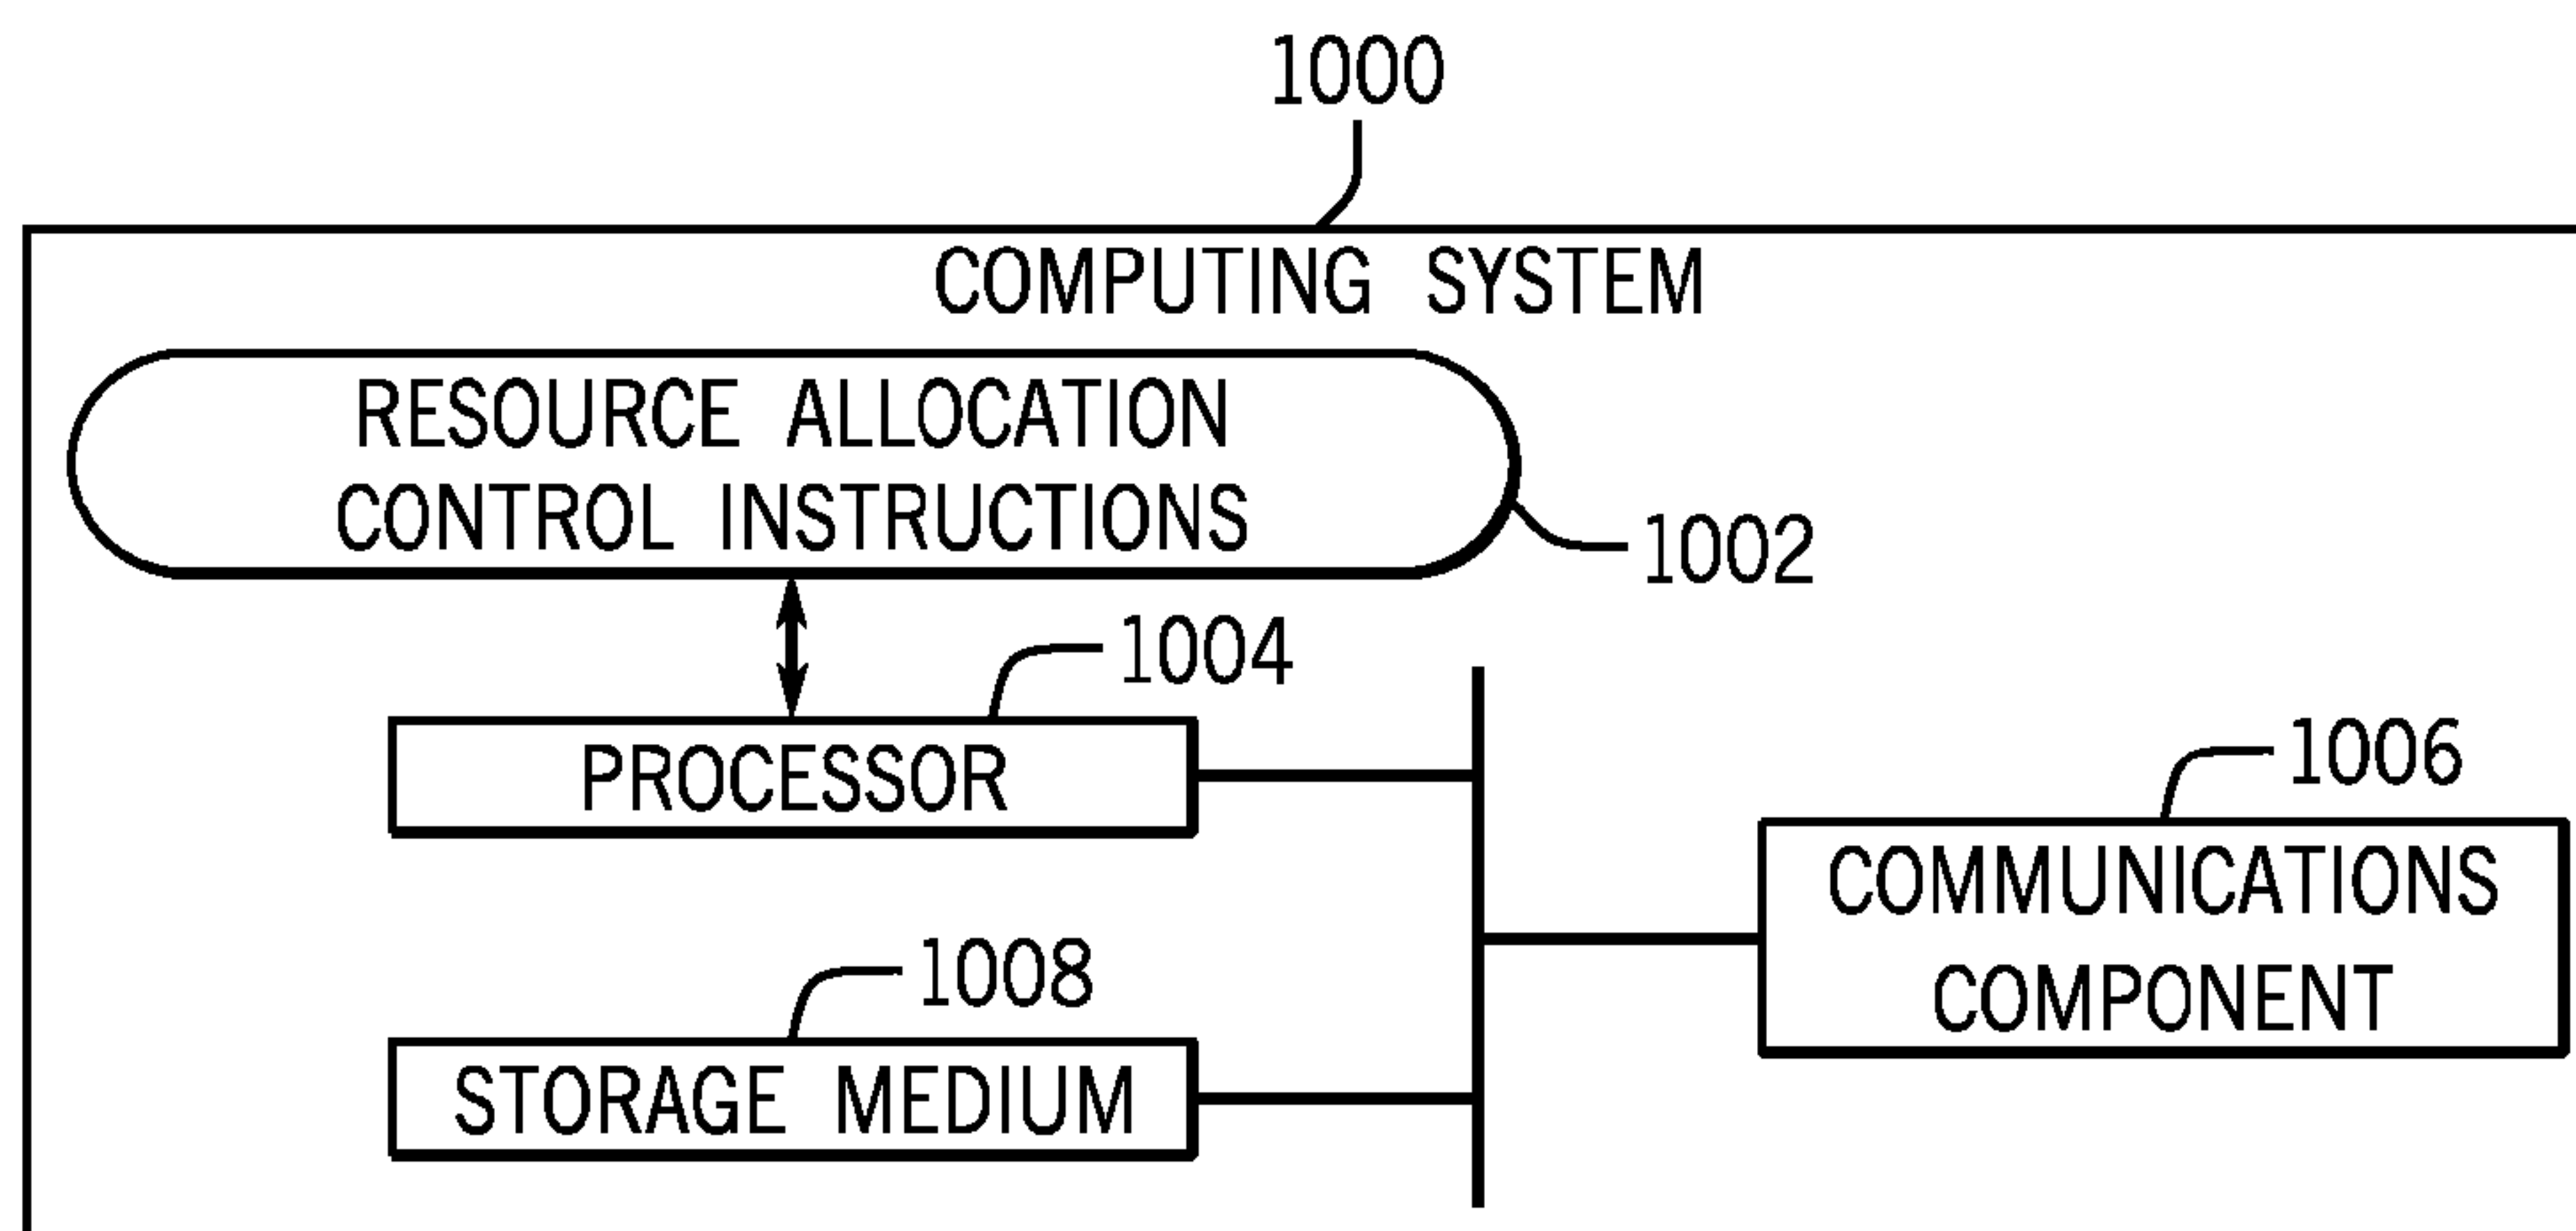 1000
COMPUTING SYSTEM
RESOURCE ALLOCATION
CONTROL INSTRUCTIONS
1002
1004
PROCESSOR
1006
COMMUNICATIONS
COMPONENT
1008
STORAGE MEDIUM